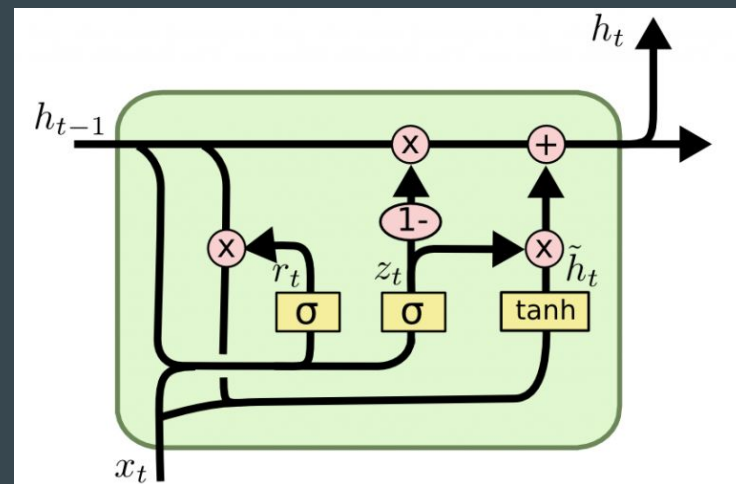 h_t
h_{t-1}
x
+
1-
x
r_t
z_t
x
h̃_t
σ
σ
tanh
x_t